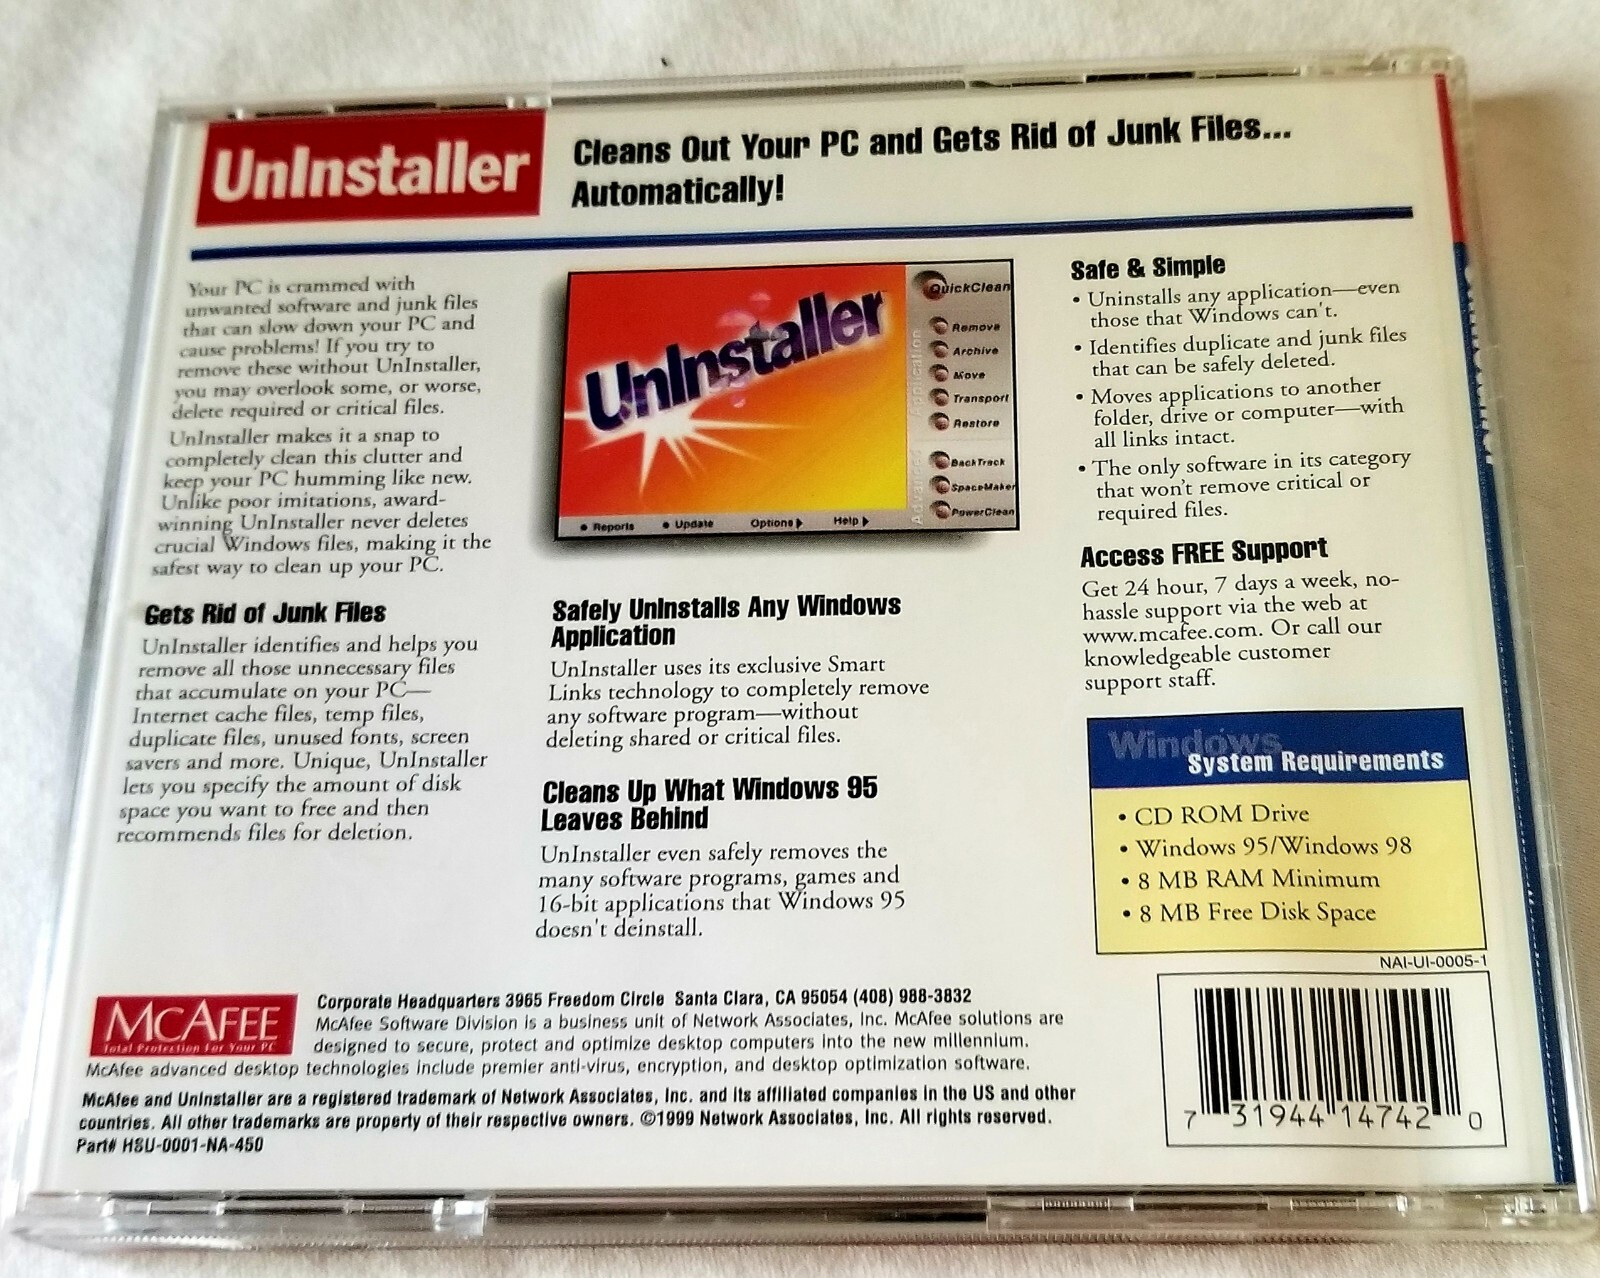 UnInstaller
Cleans Out Your PC and Gets Rid of Junk Files...
Automatically!
Your PC is crammed with
unwanted software and junk files
that can slow down your PC and
cause problems! If you try to
remove these without UnInstaller,
you may overlook some, or worse,
delete required or critical files.
UnInstaller makes it a snap to
completely clean this clutter and
keep your PC humming like new.
Unlike poor imitations, award-
winning UnInstaller never deletes
crucial Windows files, making it the
safest way to clean up your PC.
Gets Rid of Junk Files
UnInstaller identifies and helps you
remove all those unnecessary files
that accumulate on your PC—
Internet cache files, temp files,
duplicate files, unused fonts, screen
savers and more. Unique, UnInstaller
lets you specify the amount of disk
space you want to free and then
recommends files for deletion.
UnInstaller
QuickClean
Application
Remove
Archive
Move
Transport
Restore
Advanced
BackTrack
SpaceMaker
PowerClean
Reports
Update
Options
Help
Safely UnInstalls Any Windows
Application
UnInstaller uses its exclusive Smart
Links technology to completely remove
any software program—without
deleting shared or critical files.
Cleans Up What Windows 95
Leaves Behind
UnInstaller even safely removes the
many software programs, games and
16-bit applications that Windows 95
doesn't deinstall.
Safe & Simple
• Uninstalls any application—even
those that Windows can't.
• Identifies duplicate and junk files
that can be safely deleted.
• Moves applications to another
folder, drive or computer—with
all links intact.
• The only software in its category
that won't remove critical or
required files.
Access FREE Support
Get 24 hour, 7 days a week, no-
hassle support via the web at
www.mcafee.com. Or call our
knowledgeable customer
support staff.
Windows
System Requirements
• CD ROM Drive
• Windows 95/Windows 98
• 8 MB RAM Minimum
• 8 MB Free Disk Space
NAI-UI-0005-1
7 31944 14742 0
McAFEE
Total Protection For Your PC
Corporate Headquarters 3965 Freedom Circle Santa Clara, CA 95054 (408) 988-3832
McAfee Software Division is a business unit of Network Associates, Inc. McAfee solutions are
designed to secure, protect and optimize desktop computers into the new millennium.
McAfee advanced desktop technologies include premier anti-virus, encryption, and desktop optimization software.
McAfee and UnInstaller are a registered trademark of Network Associates, Inc. and its affiliated companies in the US and other
countries. All other trademarks are property of their respective owners. ©1999 Network Associates, Inc. All rights reserved.
Part# HSU-0001-NA-450